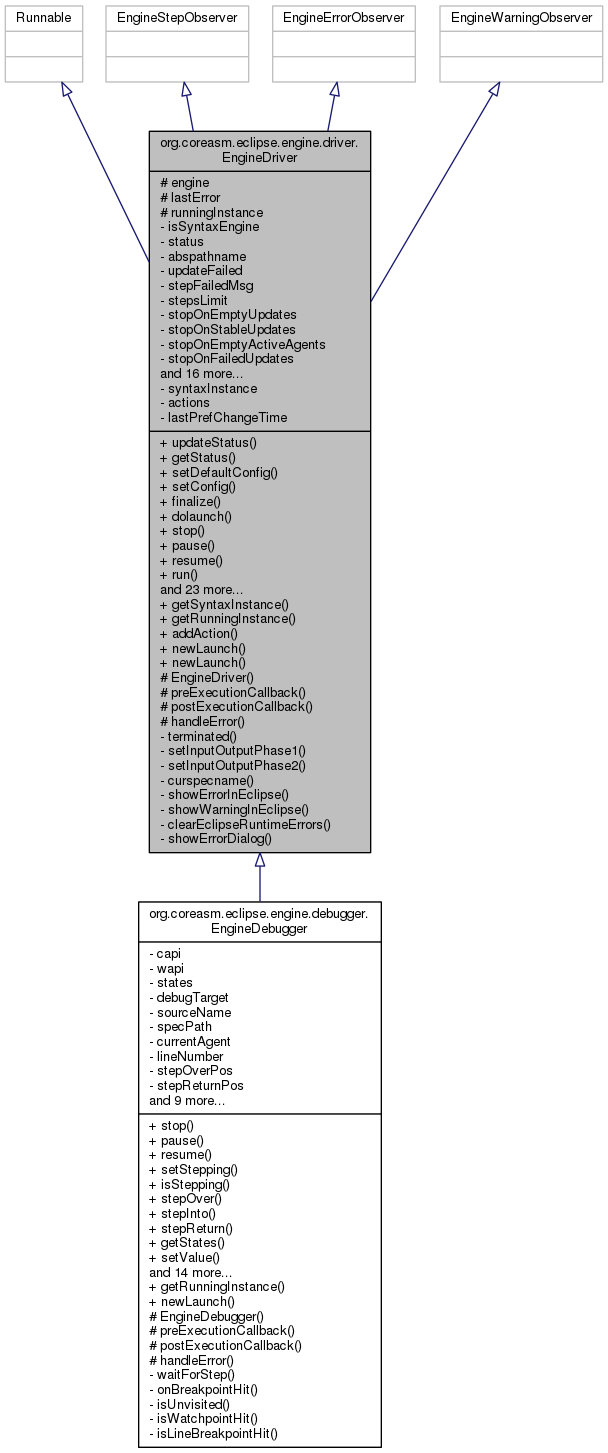 Runnable
EngineStepObserver
EngineErrorObserver
EngineWarningObserver
org.coreasm.eclipse.engine.driver.
EngineDriver
# engine
# lastError
# runningInstance
- isSyntaxEngine
- status
- abspathname
- updateFailed
- stepFailedMsg
- stepsLimit
- stopOnEmptyUpdates
- stopOnStableUpdates
- stopOnEmptyActiveAgents
- stopOnFailedUpdates
and 16 more...
- syntaxInstance
- actions
- lastPrefChangeTime
+ updateStatus()
+ getStatus()
+ setDefaultConfig()
+ setConfig()
+ finalize()
+ dolaunch()
+ stop()
+ pause()
+ resume()
+ run()
and 23 more...
+ getSyntaxInstance()
+ getRunningInstance()
+ addAction()
+ newLaunch()
+ newLaunch()
# EngineDriver()
# preExecutionCallback()
# postExecutionCallback()
# handleError()
- terminated()
- setInputOutputPhase1()
- setInputOutputPhase2()
- curspecname()
- showErrorInEclipse()
- showWarningInEclipse()
- clearEclipseRuntimeErrors()
- showErrorDialog()
org.coreasm.eclipse.engine.debugger.
EngineDebugger
- capi
- wapi
- states
- debugTarget
- sourceName
- specPath
- currentAgent
- lineNumber
- stepOverPos
- stepReturnPos
and 9 more...
+ stop()
+ pause()
+ resume()
+ setStepping()
+ isStepping()
+ stepOver()
+ stepInto()
+ stepReturn()
+ getStates()
+ setValue()
and 14 more...
+ getRunningInstance()
+ newLaunch()
# EngineDebugger()
# preExecutionCallback()
# postExecutionCallback()
# handleError()
- waitForStep()
- onBreakpointHit()
- isUnvisited()
- isWatchpointHit()
- isLineBreakpointHit()